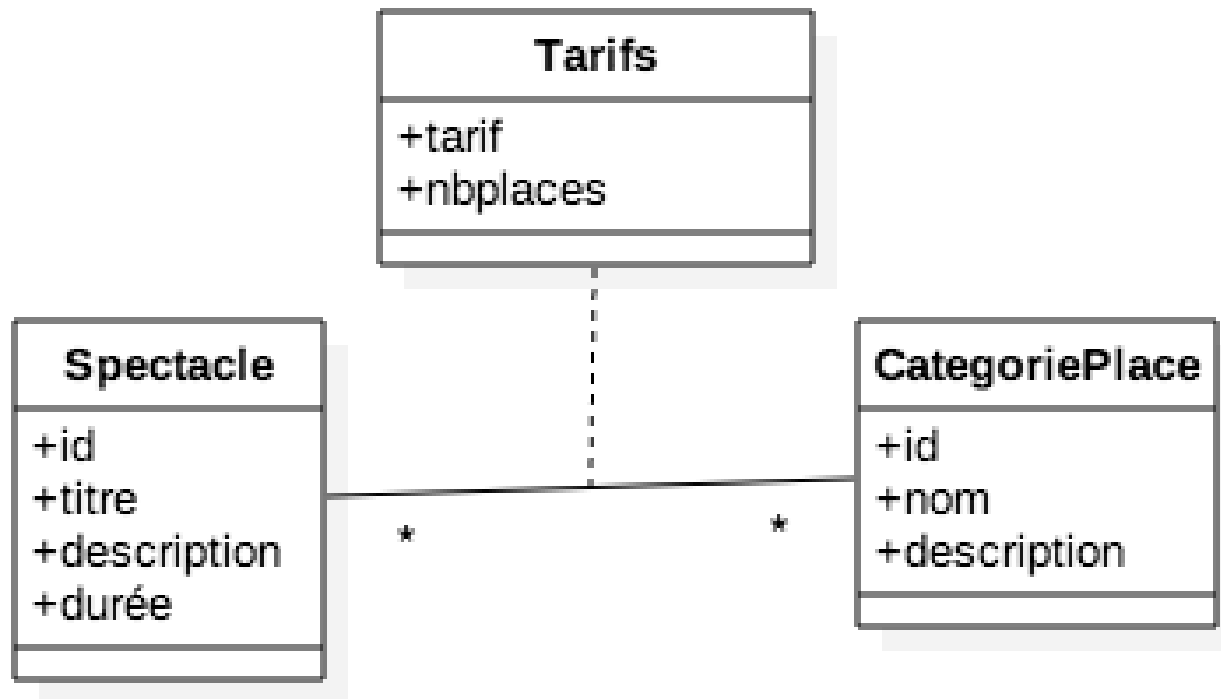 Tarifs
+tarif
+nbplaces
Spectacle
+id
+titre
+description
+durée
*
*
CategoriePlace
+id
+nom
+description